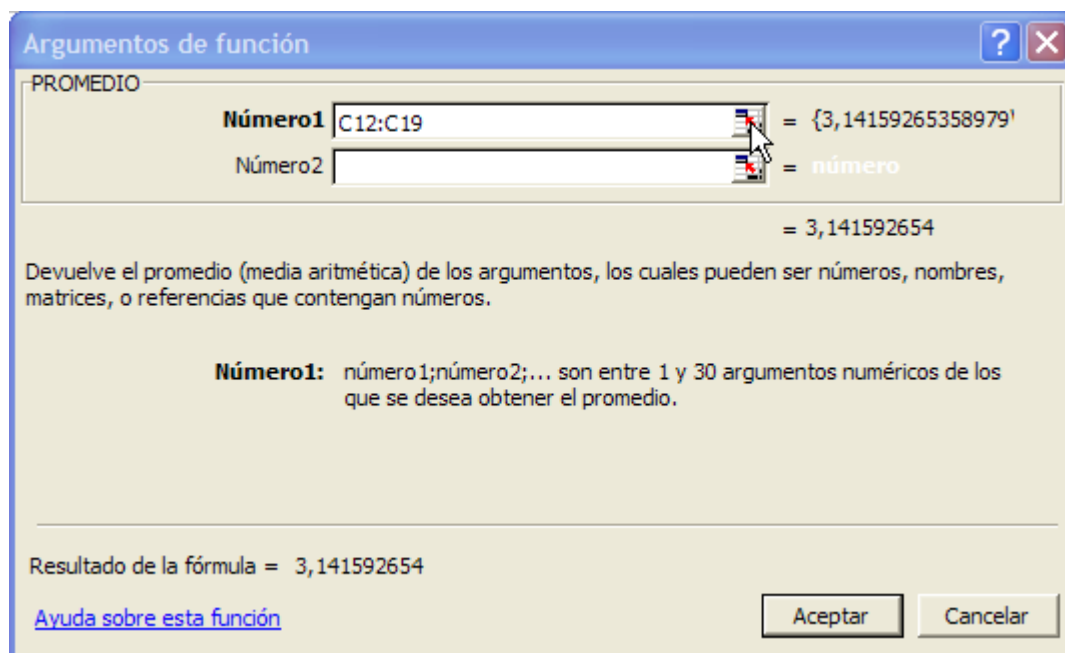 Argumentos de función
PROMEDIO
Número1 C12:C19 = {3,14159265358979\
Número2 = número
= 3,141592654
Devuelve el promedio (media aritmética) de los argumentos, los cuales pueden ser números, nombres,
matrices, o referencias que contengan números.
Número1: número1;número2;... son entre 1 y 30 argumentos numéricos de los
que se desea obtener el promedio.
Resultado de la fórmula = 3,141592654
Ayuda sobre esta función
Aceptar Cancelar